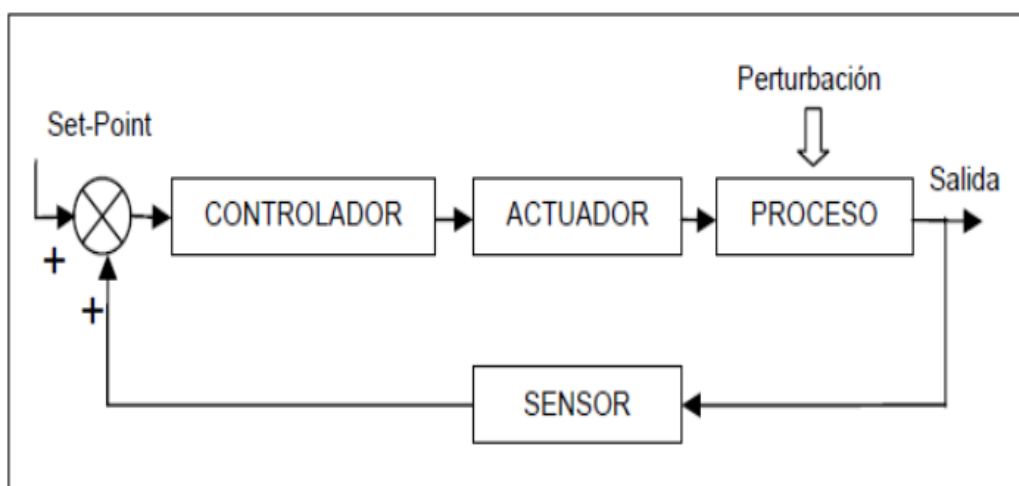 Perturbación
Set-Point
Salida
CONTROLADOR
ACTUADOR
PROCESO
+
+
SENSOR